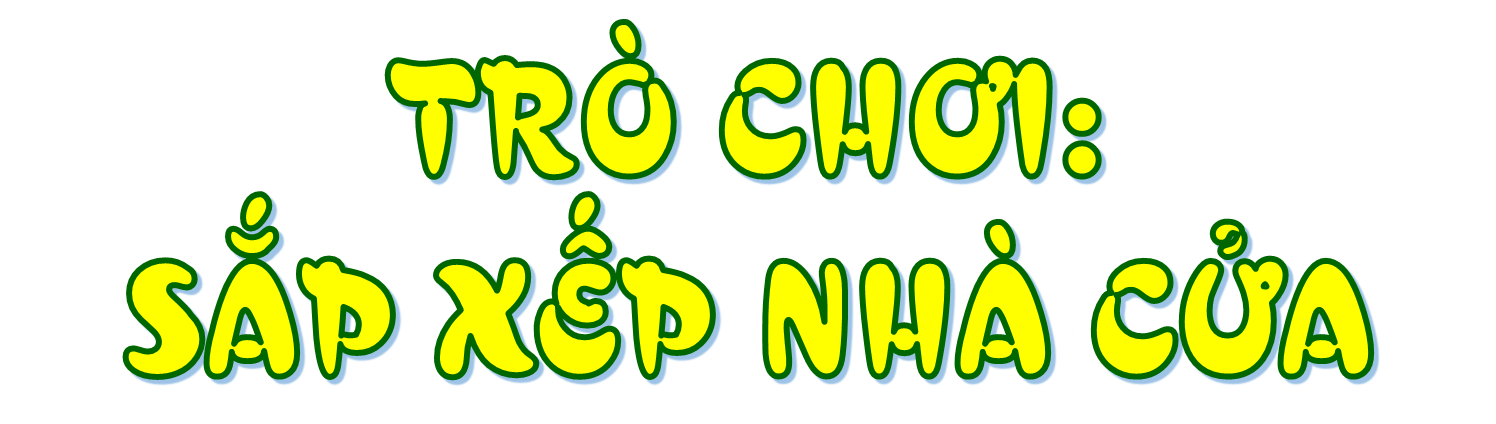 TRÒ CHƠI:
SẮP XẾP NHÀ CỬA